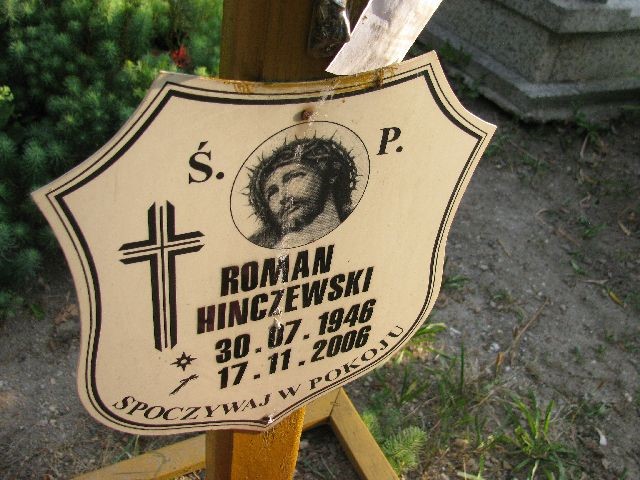 Ś. P.
ROMAN
HINCZEWSKI
30.07.1946
17.11.2006
SPOCZYWAJ W POKOJU